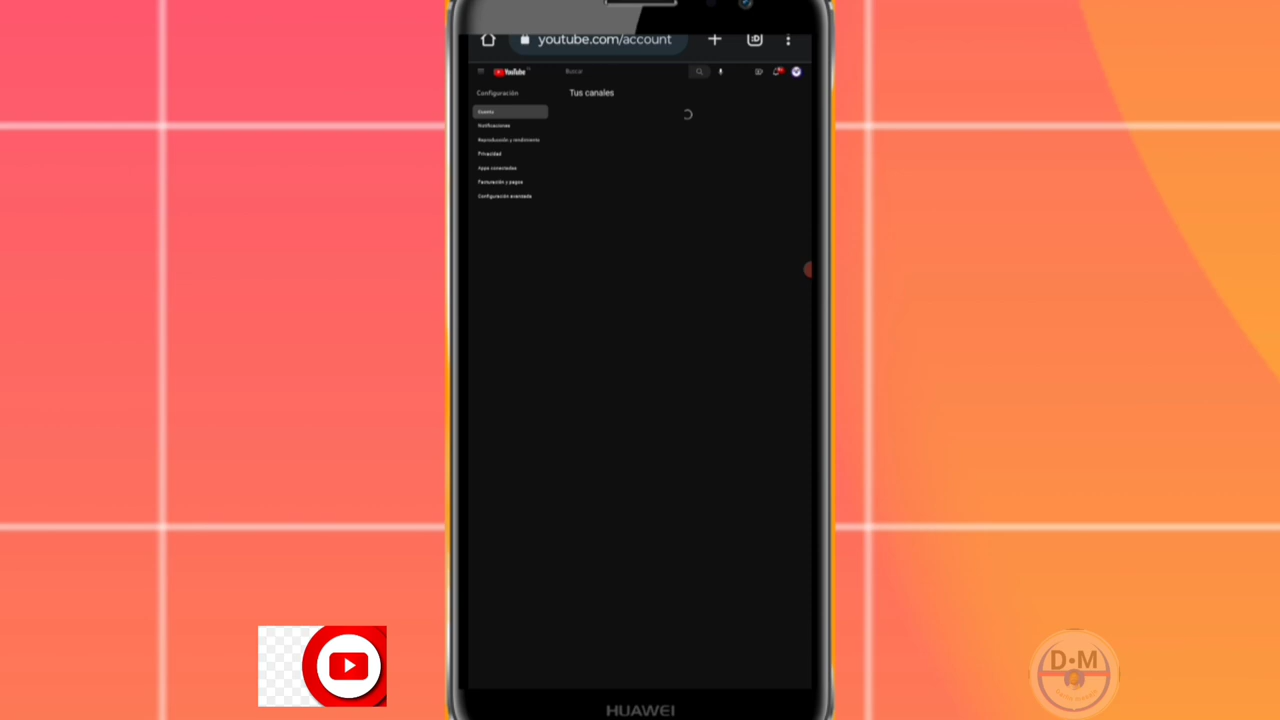 youtube.com/account
:D
YouTube
Buscar
Configuración
Tus canales
Cuenta
Notificaciones
Reproducción y rendimiento
Privacidad
Apps conectadas
Facturación y pagos
Configuración avanzada
D•M
HUAWEI